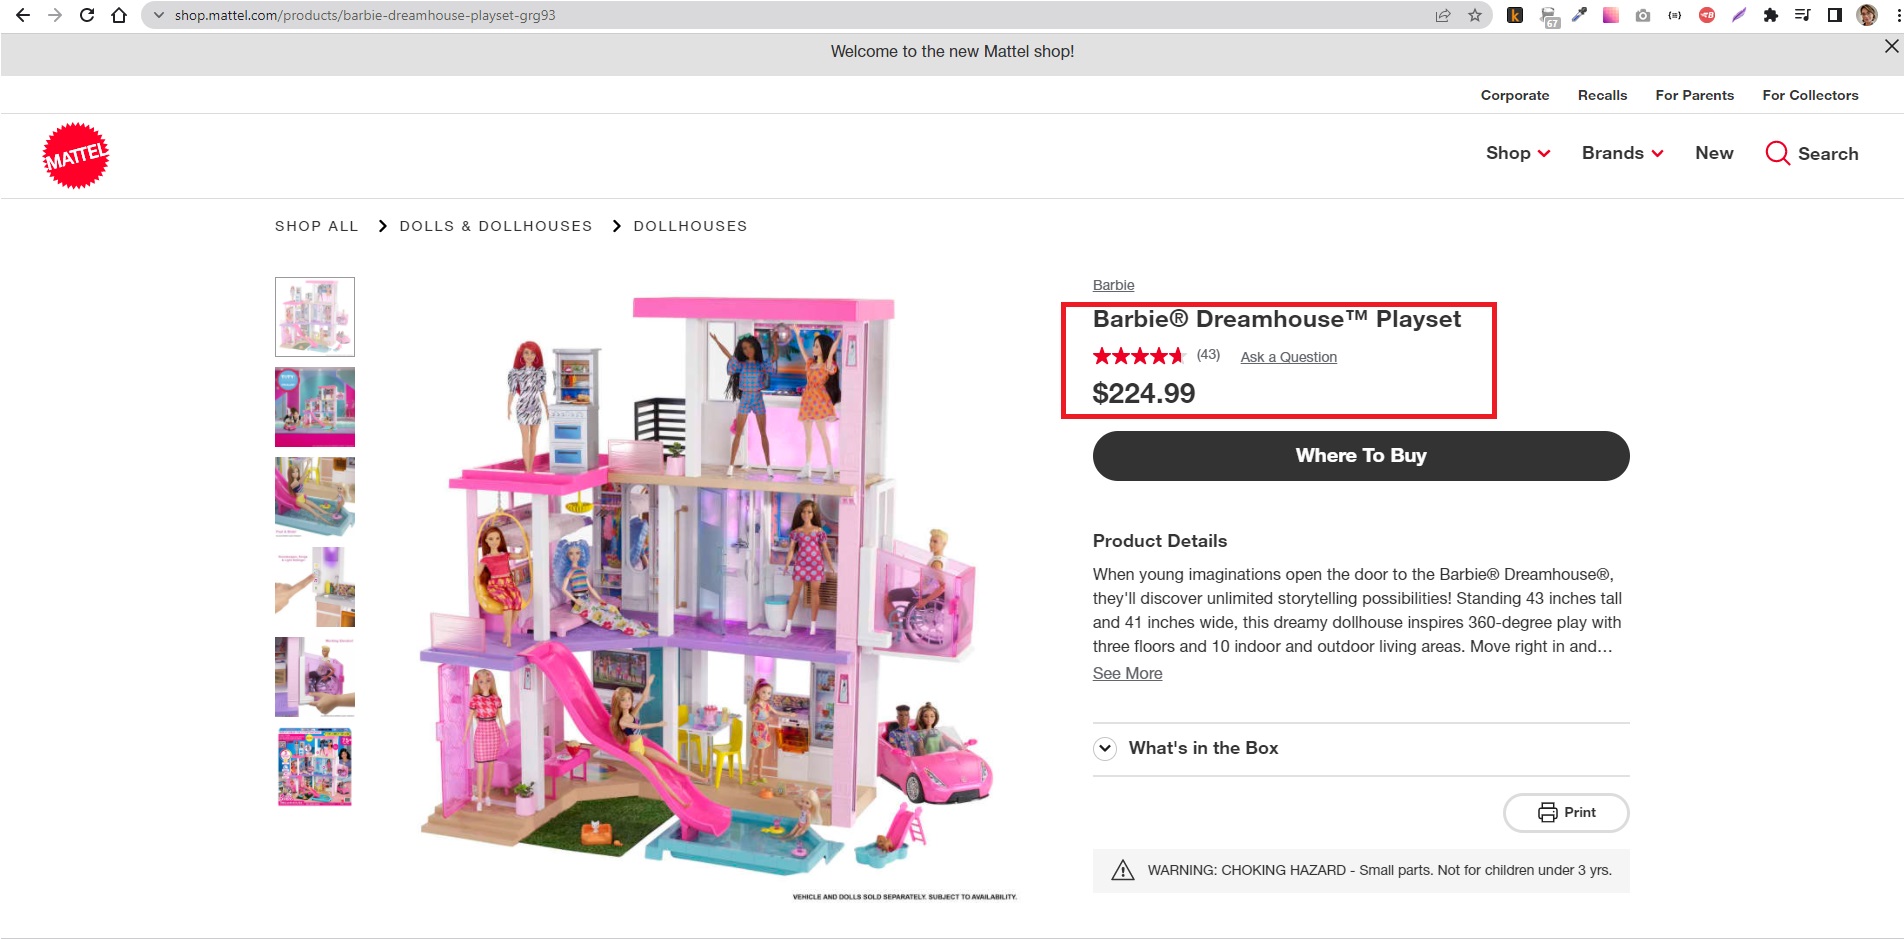 shop.mattel.com/products/barbie-dreamhouse-playset-grg93
67
Welcome to the new Mattel shop!
Corporate Recalls For Parents For Collectors
MATTEL
Shop Brands New Search
SHOP ALL DOLLS & DOLLHOUSES DOLLHOUSES
Barbie
Barbie® Dreamhouse™ Playset
(43) Ask a Question
$224.99
Where To Buy
Product Details
When young imaginations open the door to the Barbie® Dreamhouse®,
they'll discover unlimited storytelling possibilities! Standing 43 inches tall
and 41 inches wide, this dreamy dollhouse inspires 360-degree play with
three floors and 10 indoor and outdoor living areas. Move right in and...
See More
What's in the Box
Print
WARNING: CHOKING HAZARD - Small parts. Not for children under 3 yrs.
VEHICLE AND DOLLS SOLD SEPARATELY. SUBJECT TO AVAILABILITY.